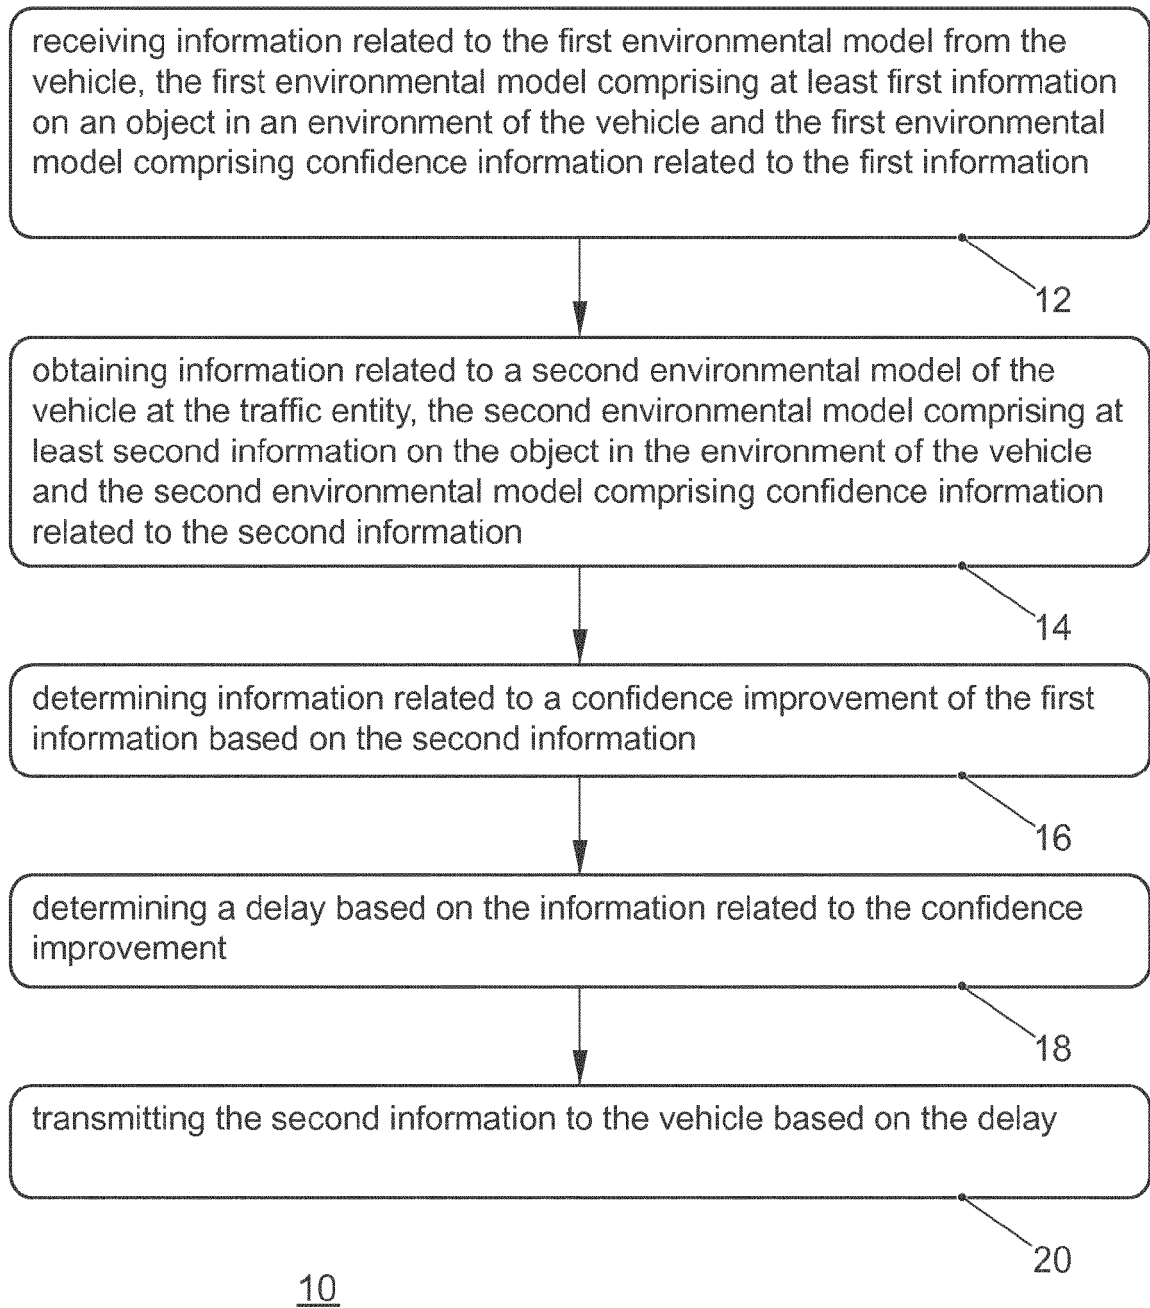 receiving information related to the first environmental model from the
vehicle, the first environmental model comprising at least first information
on an object in an environment of the vehicle and the first environmental
model comprising confidence information related to the first information
12
obtaining information related to a second environmental model of the
vehicle at the traffic entity, the second environmental model comprising at
least second information on the object in the environment of the vehicle
and the second environmental model comprising confidence information
related to the second information
14
determining information related to a confidence improvement of the first
information based on the second information
16
determining a delay based on the information related to the confidence
improvement
18
transmitting the second information to the vehicle based on the delay
20
10